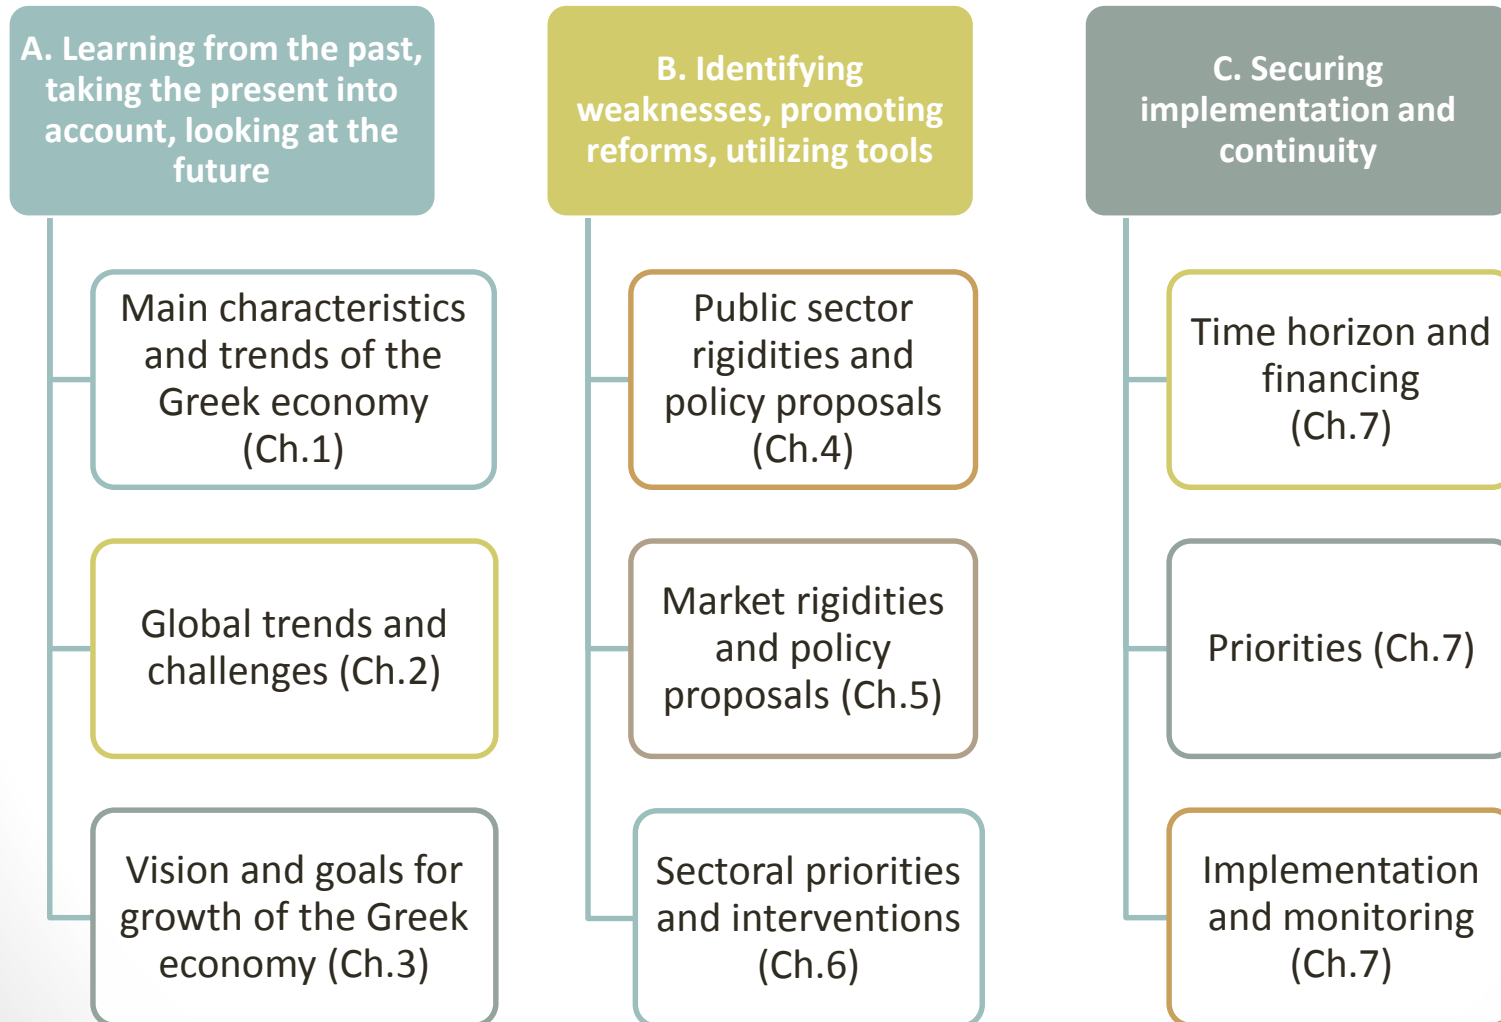 A. Learning from the past,
taking the present into
account, looking at the
future
Main characteristics
and trends of the
Greek economy
(Ch.1)
Global trends and
challenges (Ch.2)
Vision and goals for
growth of the Greek
economy (Ch.3)
B. Identifying
weaknesses, promoting
reforms, utilizing tools
Public sector
rigidities and
policy proposals
(Ch.4)
Market rigidities
and policy
proposals (Ch.5)
Sectoral priorities
and interventions
(Ch.6)
C. Securing
implementation and
continuity
Time horizon and
financing
(Ch.7)
Priorities (Ch.7)
Implementation
and monitoring
(Ch.7)